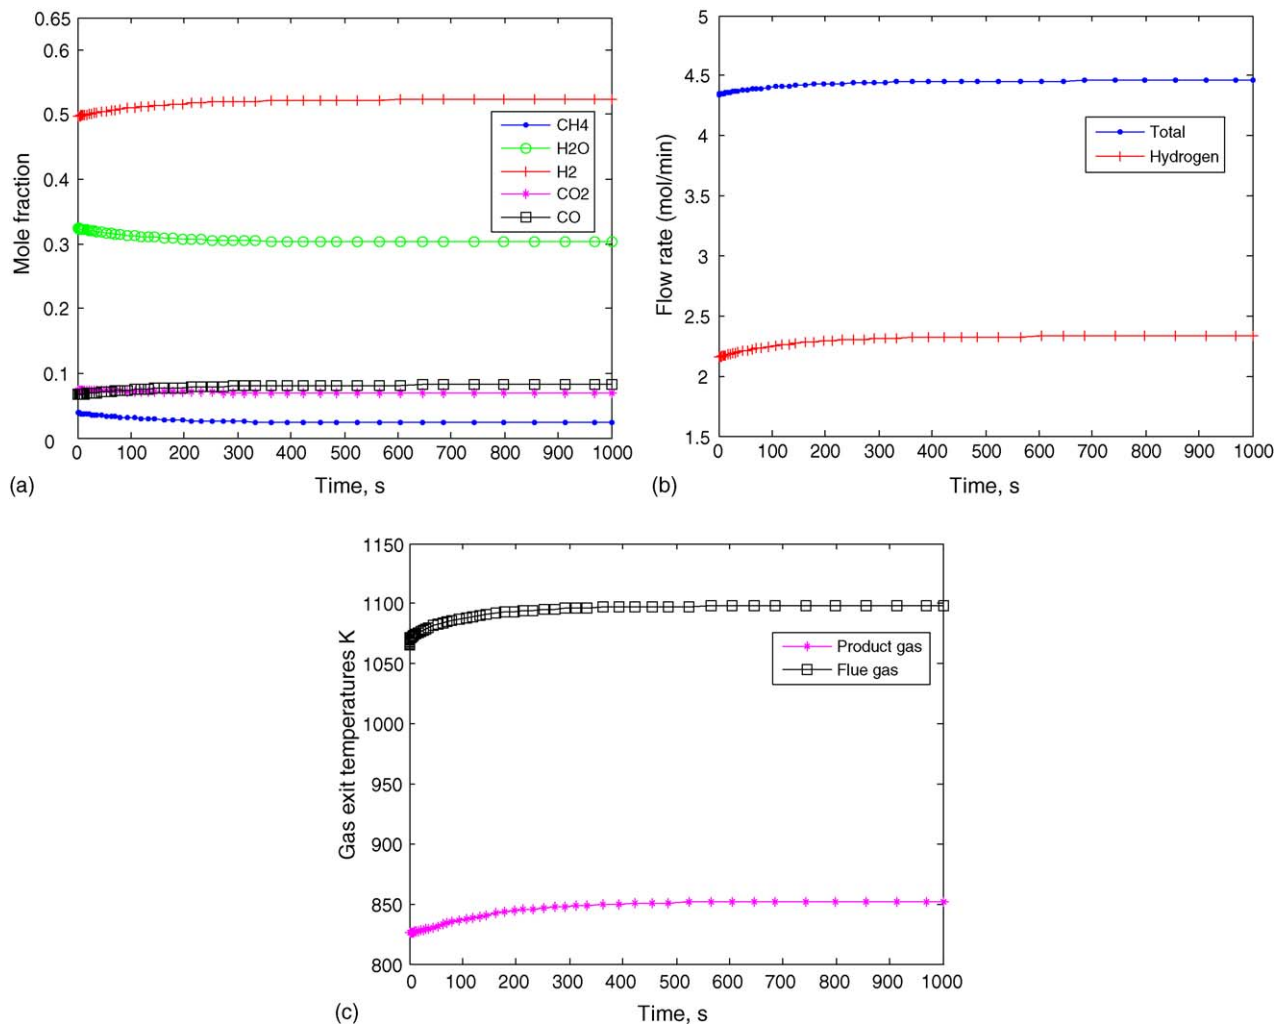 0.65
0.6
0.5
0.4
0.3
0.2
0.1
0
Mole fraction
CH4
H2O
H2
CO2
CO
0 100 200 300 400 500 600 700 800 900 1000
Time, s
(a)
5
4.5
4
3.5
3
2.5
2
1.5
Flow rate (mol/min)
Total
Hydrogen
0 100 200 300 400 500 600 700 800 900 1000
Time, s
(b)
1150
1100
1050
1000
950
900
850
800
Gas exit temperatures K
Product gas
Flue gas
0 100 200 300 400 500 600 700 800 900 1000
Time, s
(c)